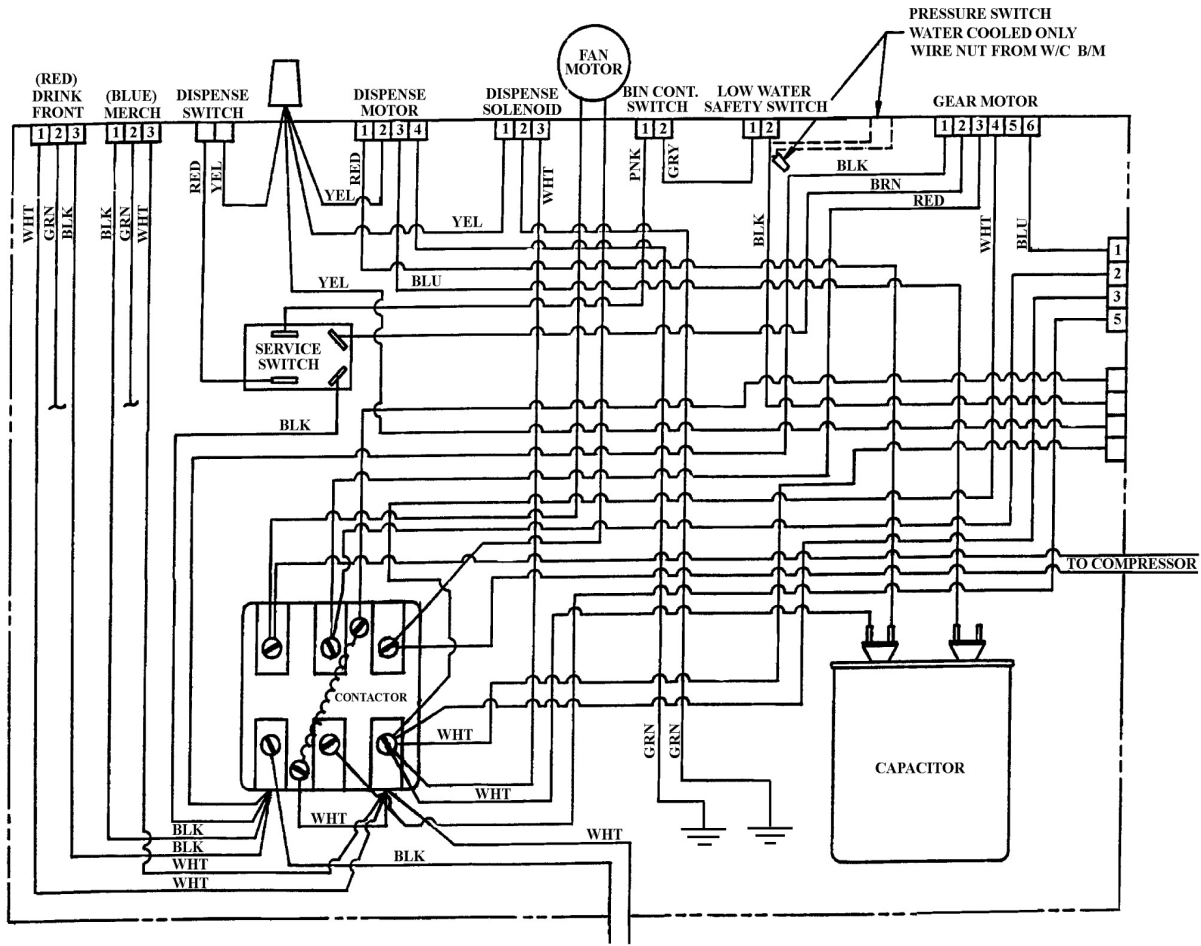 PRESSURE SWITCH
WATER COOLED ONLY
WIRE NUT FROM W/C B/M
FAN
MOTOR
(RED)
DRINK
FRONT
(BLUE)
MERCH
DISPENSE
SWITCH
DISPENSE
MOTOR
DISPENSE
SOLENOID
BIN CONT.
SWITCH
LOW WATER
SAFETY SWITCH
GEAR MOTOR
1 2 3
1 2 3
1 2 3 4
1 2 3
1 2
1 2
1 2 3 4 5 6
WHT
GRN
BLK
BLK
GRN
WHT
RED
YEL
RED
YEL
YEL
WHT
PNK
GRY
BLK
BLK
BRN
RED
WHT
BLU
YEL
BLU
1
2
3
5
SERVICE
SWITCH
BLK
TO COMPRESSOR
CONTACTOR
WHT
WHT
GRN
GRN
CAPACITOR
WHT
WHT
BLK
BLK
BLK
WHT
WHT